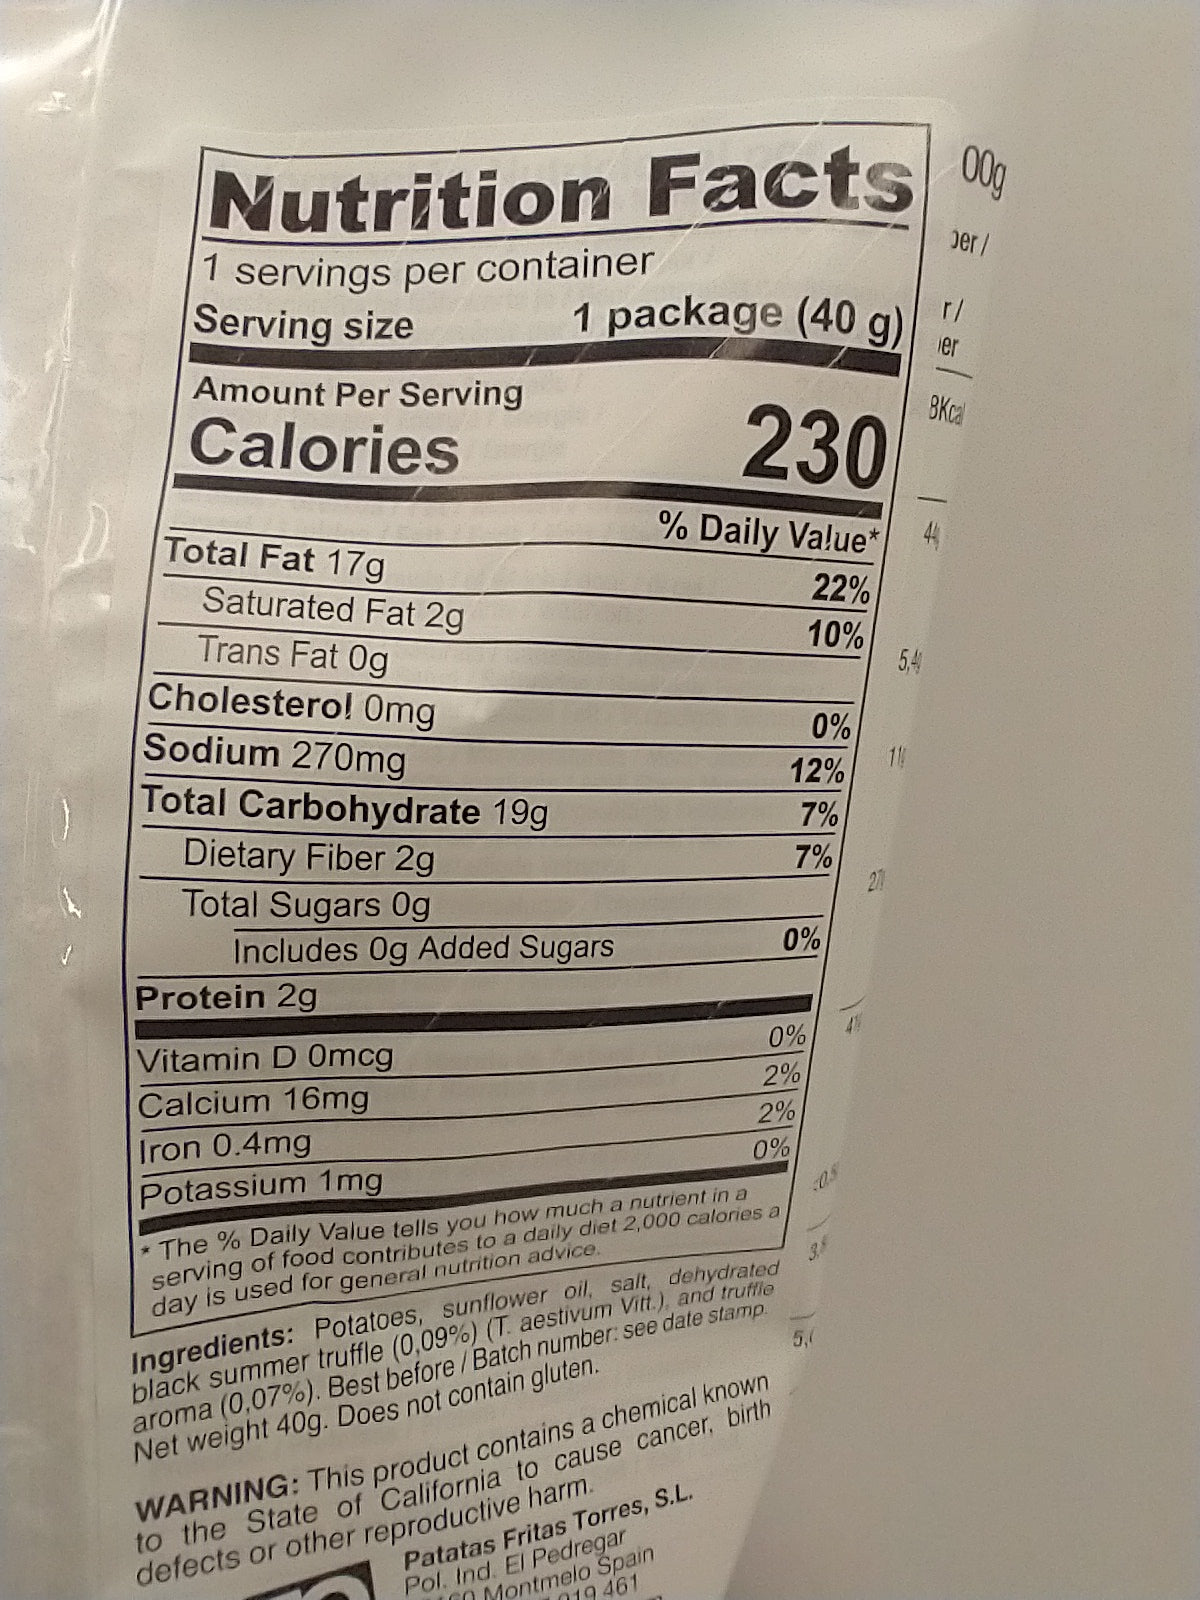 Nutrition Facts
1 servings per container
Serving size 1 package (40 g)
Amount Per Serving
Calories 230
% Daily Value*
Total Fat 17g 22%
Saturated Fat 2g 10%
Trans Fat 0g
Cholesterol 0mg 0%
Sodium 270mg 12%
Total Carbohydrate 19g 7%
Dietary Fiber 2g 7%
Total Sugars 0g
Includes 0g Added Sugars 0%
Protein 2g
Vitamin D 0mcg 0%
Calcium 16mg 2%
Iron 0.4mg 2%
Potassium 1mg 0%
* The % Daily Value tells you how much a nutrient in a
serving of food contributes to a daily diet 2,000 calories a
day is used for general nutrition advice.
Ingredients: Potatoes, sunflower oil, salt, dehydrated
black summer truffle (0,09%) (T. aestivum Vitt.), and truffle
aroma (0,07%). Best before / Batch number: see date stamp.
Net weight 40g. Does not contain gluten.
WARNING: This product contains a chemical known
to the State of California to cause cancer, birth
defects or other reproductive harm.
Patatas Fritas Torres, S.L.
Pol. Ind. El Pedregar
Montmelo Spain
461
00g